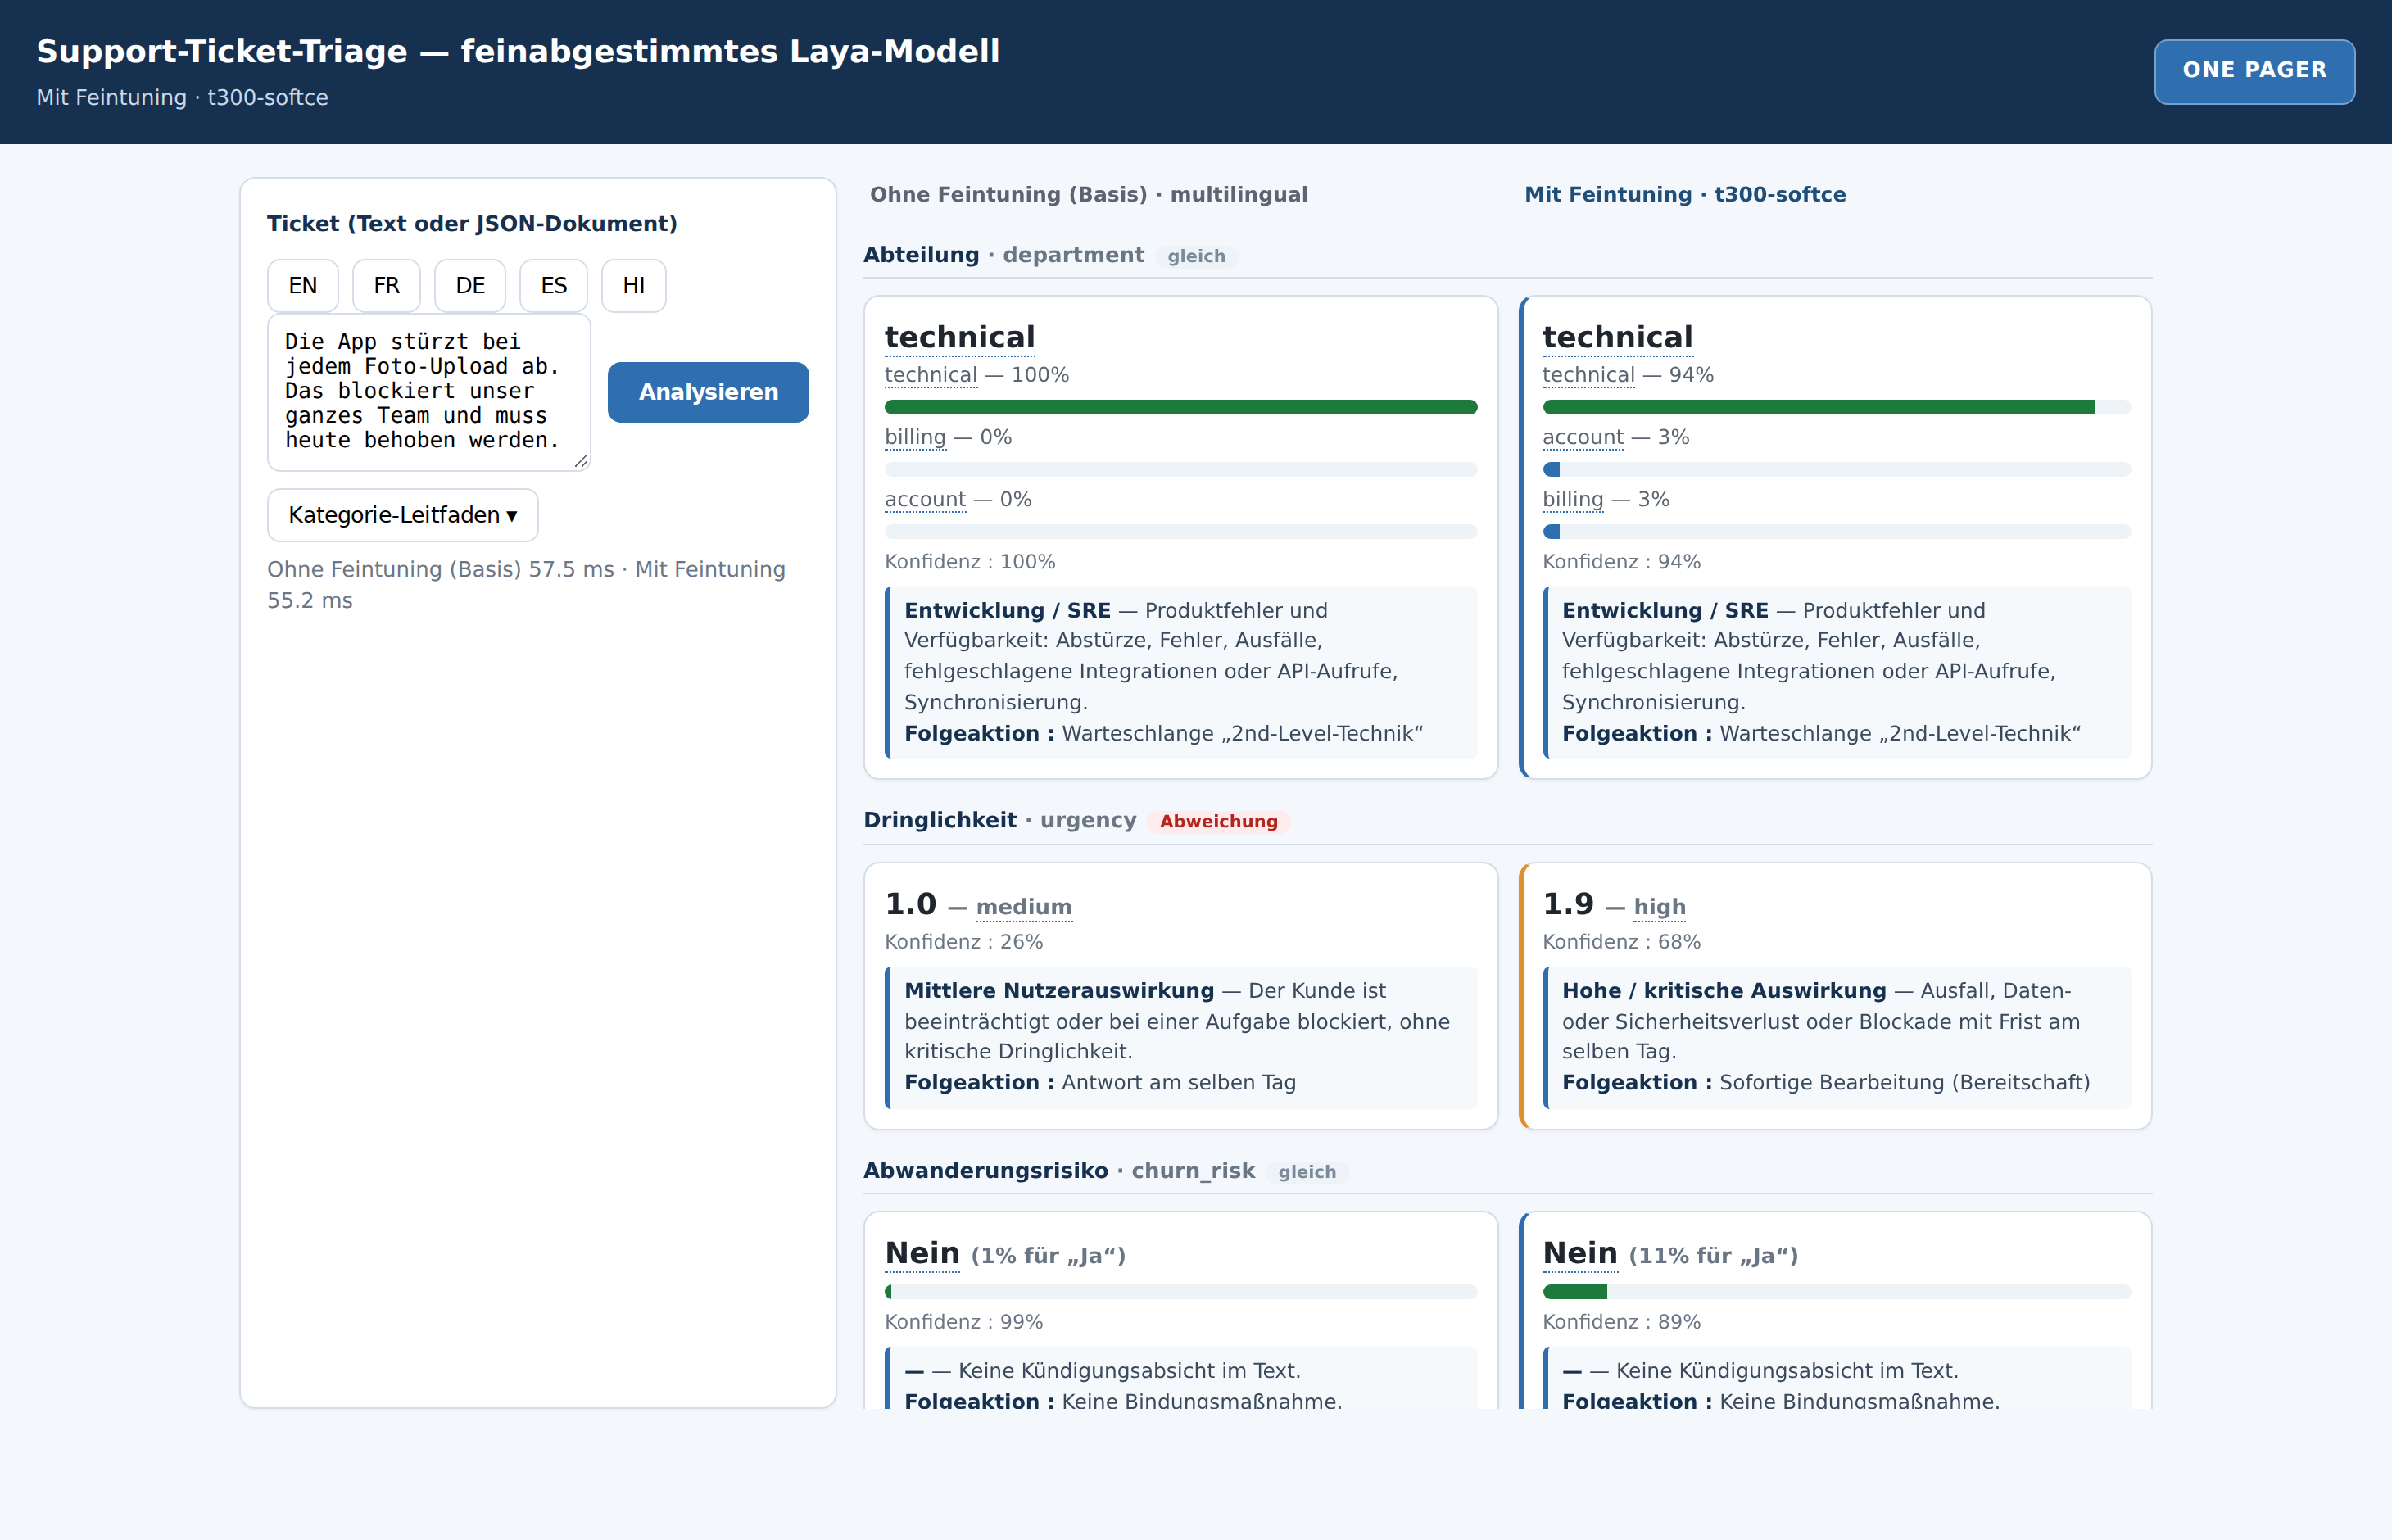 Support-Ticket-Triage — feinabgestimmtes Laya-Modell
Mit Feintuning · t300-softce
ONE PAGER
Ticket (Text oder JSON-Dokument)
EN
FR
DE
ES
HI
Die App stürzt bei
jedem Foto-Upload ab.
Das blockiert unser
ganzes Team und muss
heute behoben werden.
Analysieren
Kategorie-Leitfaden ▾
Ohne Feintuning (Basis) 57.5 ms · Mit Feintuning
55.2 ms
Ohne Feintuning (Basis) · multilingual
Mit Feintuning · t300-softce
Abteilung · department gleich
technical
technical — 100%
billing — 0%
account — 0%
Konfidenz : 100%
Entwicklung / SRE — Produktfehler und
Verfügbarkeit: Abstürze, Fehler, Ausfälle,
fehlgeschlagene Integrationen oder API-Aufrufe,
Synchronisierung.
Folgeaktion : Warteschlange „2nd-Level-Technik“
technical
technical — 94%
account — 3%
billing — 3%
Konfidenz : 94%
Entwicklung / SRE — Produktfehler und
Verfügbarkeit: Abstürze, Fehler, Ausfälle,
fehlgeschlagene Integrationen oder API-Aufrufe,
Synchronisierung.
Folgeaktion : Warteschlange „2nd-Level-Technik“
Dringlichkeit · urgency Abweichung
1.0 — medium
Konfidenz : 26%
Mittlere Nutzerauswirkung — Der Kunde ist
beeinträchtigt oder bei einer Aufgabe blockiert, ohne
kritische Dringlichkeit.
Folgeaktion : Antwort am selben Tag
1.9 — high
Konfidenz : 68%
Hohe / kritische Auswirkung — Ausfall, Daten-
oder Sicherheitsverlust oder Blockade mit Frist am
selben Tag.
Folgeaktion : Sofortige Bearbeitung (Bereitschaft)
Abwanderungsrisiko · churn_risk gleich
Nein (1% für „Ja“)
Konfidenz : 99%
— — Keine Kündigungsabsicht im Text.
Folgeaktion : Keine Bindungsmaßnahme.
Nein (11% für „Ja“)
Konfidenz : 89%
— — Keine Kündigungsabsicht im Text.
Folgeaktion : Keine Bindungsmaßnahme.